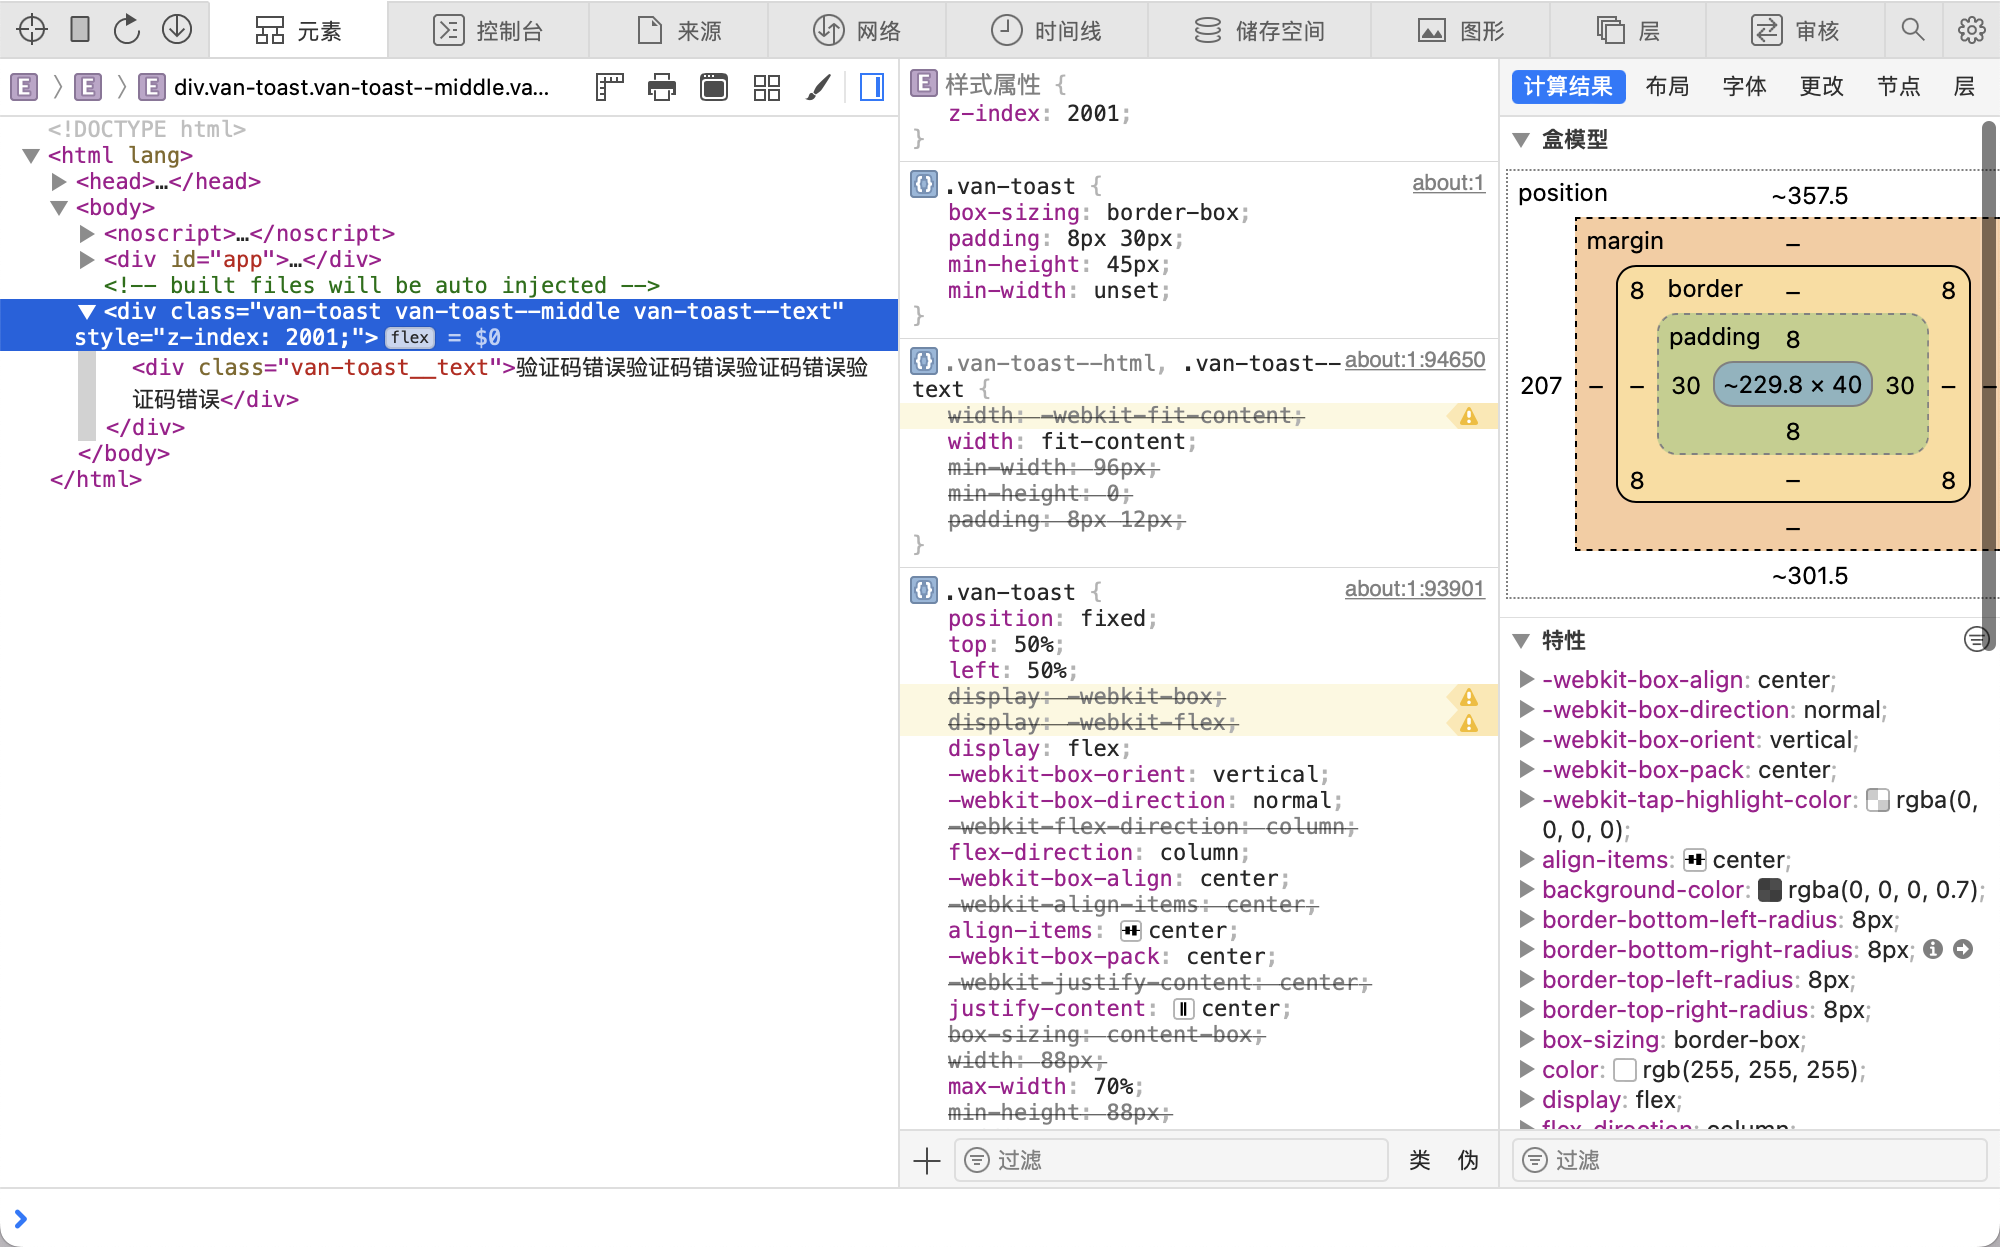 元素
控制台
来源
网络
时间线
储存空间
图形
层
审核
E 〉 E 〉 E div.van-toast.van-toast--middle.va...
<!DOCTYPE html>
<html lang>
<head>…</head>
<body>
<noscript>…</noscript>
<div id="app">…</div>
<!-- built files will be auto injected -->
<div class="van-toast van-toast--middle van-toast--text"
style="z-index: 2001;"> flex = $0
<div class="van-toast__text">验证码错误验证码错误验证码错误验
证码错误</div>
</div>
</body>
</html>
E 样式属性 {
z-index: 2001;
}
.van-toast { about:1
box-sizing: border-box;
padding: 8px 30px;
min-height: 45px;
min-width: unset;
}
.van-toast--html, .van-toast-- about:1:94650
text {
width: -webkit-fit-content;
width: fit-content;
min-width: 96px;
min-height: 0;
padding: 8px 12px;
}
.van-toast { about:1:93901
position: fixed;
top: 50%;
left: 50%;
display: -webkit-box;
display: -webkit-flex;
display: flex;
-webkit-box-orient: vertical;
-webkit-box-direction: normal;
-webkit-flex-direction: column;
flex-direction: column;
-webkit-box-align: center;
-webkit-align-items: center;
align-items: center;
-webkit-box-pack: center;
-webkit-justify-content: center;
justify-content: center;
box-sizing: content-box;
width: 88px;
max-width: 70%;
min-height: 88px;
过滤
类
伪
计算结果 布局 字体 更改 节点 层
盒模型
position ~357.5
margin –
8 border – 8
padding 8
207 – – 30 ~229.8 × 40 30 – –
8
8 – 8
–
~301.5
特性
-webkit-box-align: center;
-webkit-box-direction: normal;
-webkit-box-orient: vertical;
-webkit-box-pack: center;
-webkit-tap-highlight-color: rgba(0,
0, 0, 0);
align-items: center;
background-color: rgba(0, 0, 0, 0.7);
border-bottom-left-radius: 8px;
border-bottom-right-radius: 8px;
border-top-left-radius: 8px;
border-top-right-radius: 8px;
box-sizing: border-box;
color: rgb(255, 255, 255);
display: flex;
flex-direction: column;
过滤